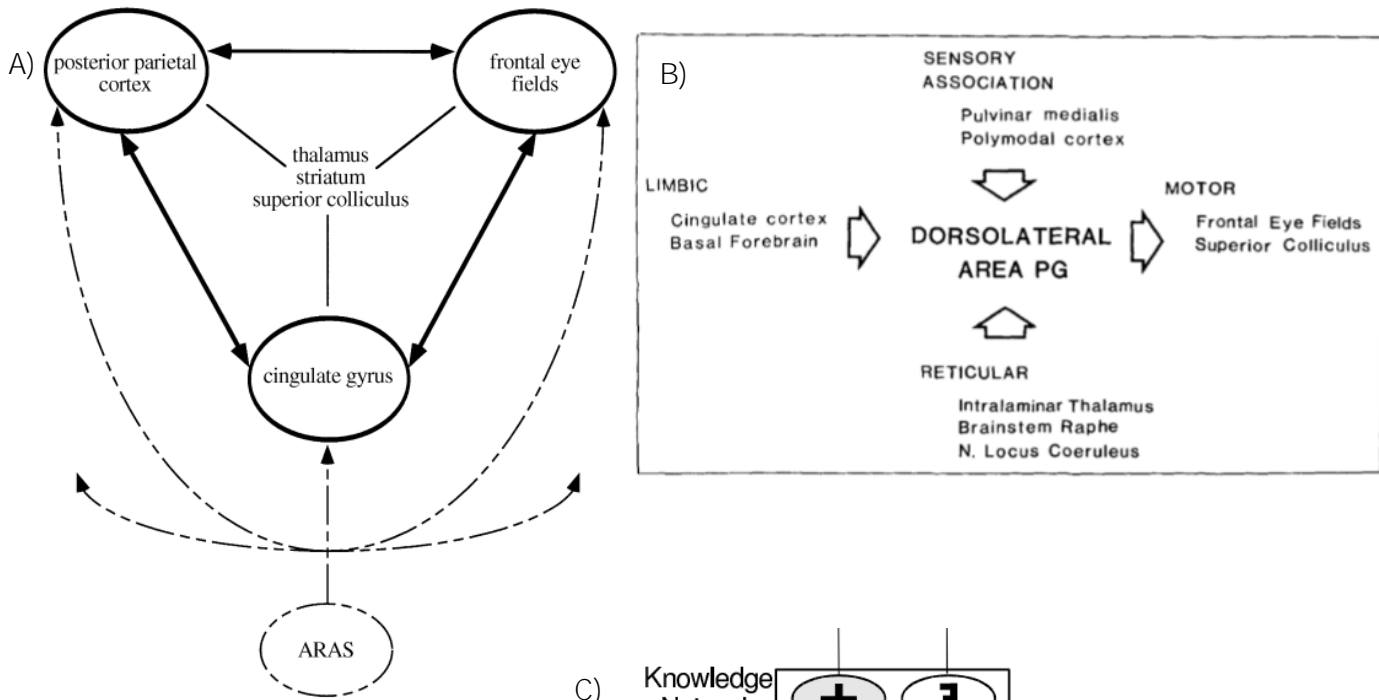 A)
posterior parietal
cortex
frontal eye
fields
thalamus
striatum
superior colliculus
cingulate gyrus
ARAS
B)
SENSORY
ASSOCIATION
Pulvinar medialis
Polymodal cortex
LIMBIC
Cingulate cortex
Basal Forebrain
DORSOLATERAL
AREA PG
MOTOR
Frontal Eye Fields
Superior Colliculus
RETICULAR
Intralaminar Thalamus
Brainstem Raphe
N. Locus Coeruleus
C)
Knowledge